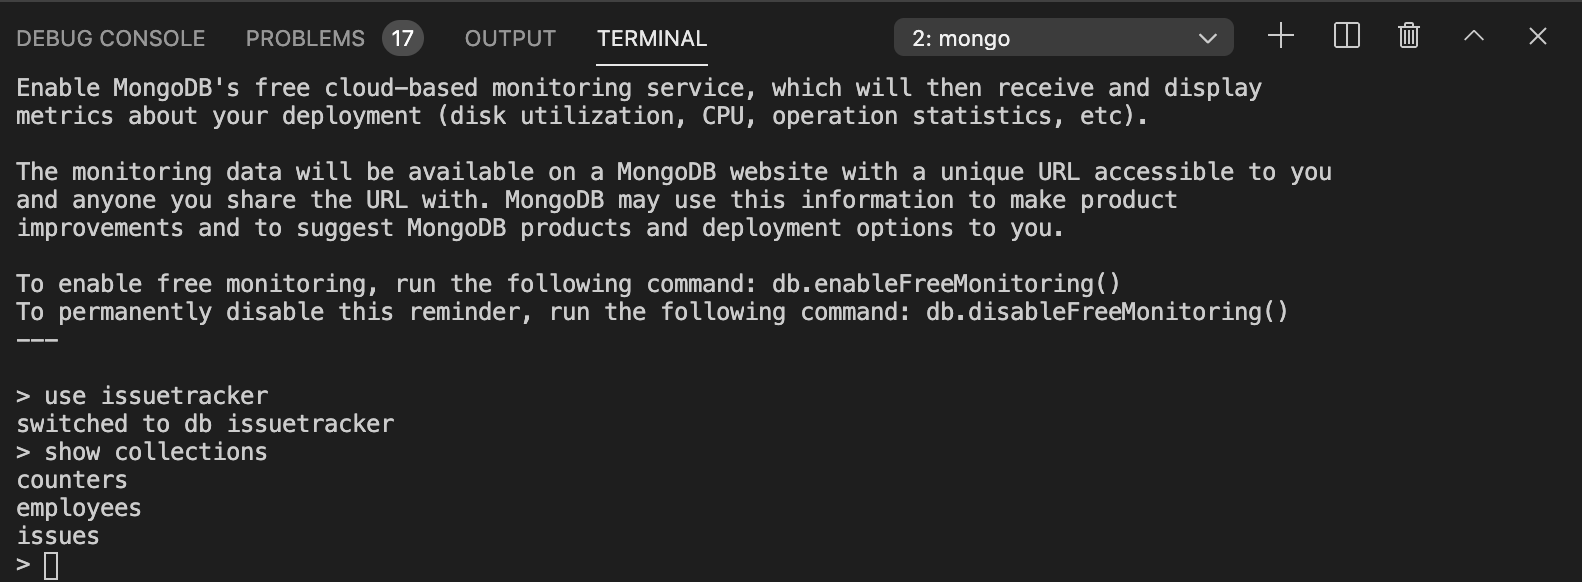 DEBUG CONSOLE PROBLEMS 17 OUTPUT TERMINAL 2: mongo
Enable MongoDB's free cloud-based monitoring service, which will then receive and display
metrics about your deployment (disk utilization, CPU, operation statistics, etc).
The monitoring data will be available on a MongoDB website with a unique URL accessible to you
and anyone you share the URL with. MongoDB may use this information to make product
improvements and to suggest MongoDB products and deployment options to you.
To enable free monitoring, run the following command: db.enableFreeMonitoring()
To permanently disable this reminder, run the following command: db.disableFreeMonitoring()
---
> use issuetracker
switched to db issuetracker
> show collections
counters
employees
issues
>